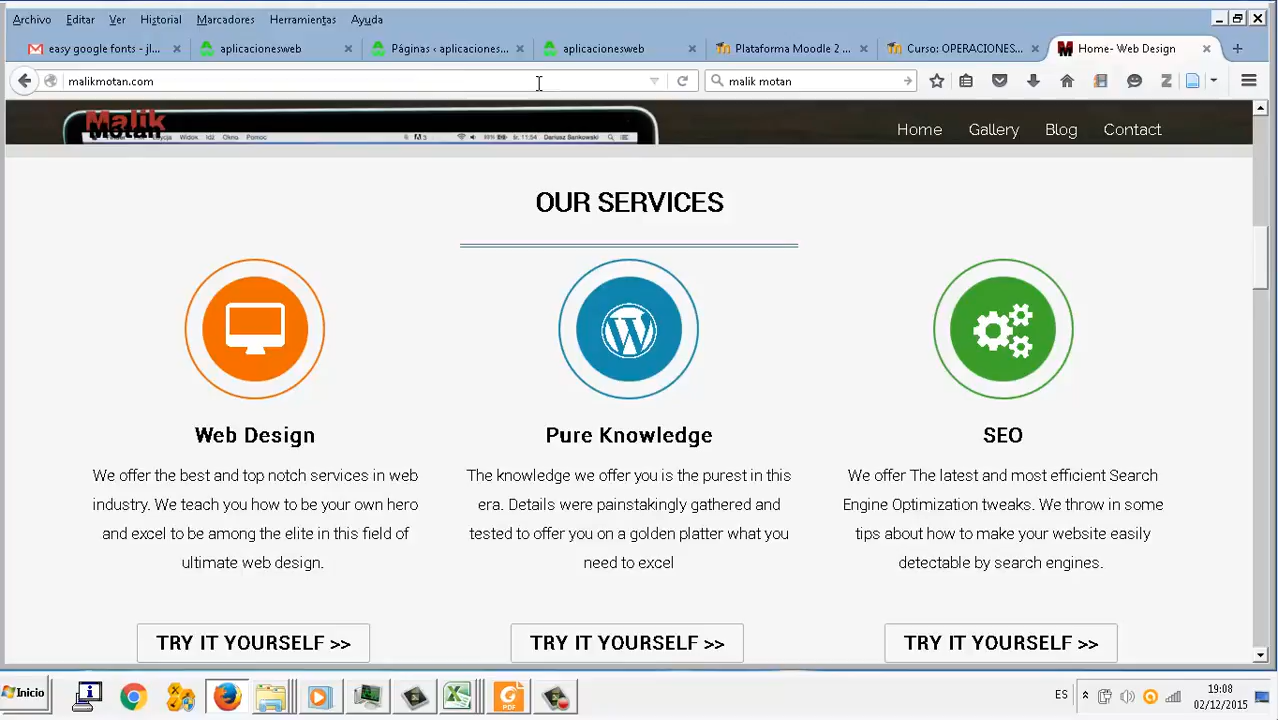 Archivo Editar Ver Historial Marcadores Herramientas Ayuda
easy google fonts - jl... aplicacionesweb Páginas ‹ aplicaciones... aplicacionesweb Plataforma Moodle 2 ... Curso: OPERACIONES... Home- Web Design
malikmotan.com malik motan
Malik
Motan
Widok Idź Okno Pomoc Dariusz Sankowski
Home Gallery Blog Contact
OUR SERVICES
Web Design Pure Knowledge SEO
We offer the best and top notch services in web The knowledge we offer you is the purest in this We offer The latest and most efficient Search
industry. We teach you how to be your own hero era. Details were painstakingly gathered and Engine Optimization tweaks. We throw in some
and excel to be among the elite in this field of tested to offer you on a golden platter what you tips about how to make your website easily
ultimate web design. need to excel detectable by search engines.
TRY IT YOURSELF >> TRY IT YOURSELF >> TRY IT YOURSELF >>
Inicio PDF ES 19:08
02/12/2015